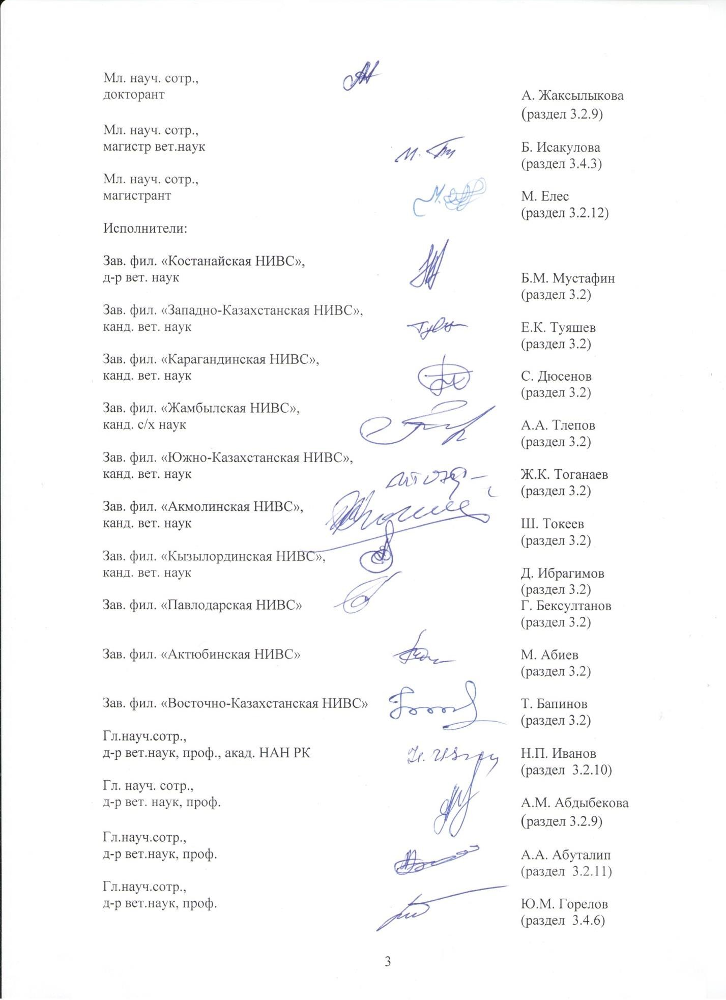 Мл. науч. сотр.,
докторант
А. Жаксылыкова
(раздел 3.2.9)
Мл. науч. сотр.,
магистр вет.наук
Б. Исакулова
(раздел 3.4.3)
Мл. науч. сотр.,
магистрант
М. Елес
(раздел 3.2.12)
Исполнители:
Зав. фил. «Костанайская НИВС»,
д-р вет. наук
Б.М. Мустафин
(раздел 3.2)
Зав. фил. «Западно-Казахстанская НИВС»,
канд. вет. наук
Е.К. Туяшев
(раздел 3.2)
Зав. фил. «Карагандинская НИВС»,
канд. вет. наук
С. Дюсенов
(раздел 3.2)
Зав. фил. «Жамбылская НИВС»,
канд. с/х наук
А.А. Тлепов
(раздел 3.2)
Зав. фил. «Южно-Казахстанская НИВС»,
канд. вет. наук
Ж.К. Тоганаев
(раздел 3.2)
Зав. фил. «Акмолинская НИВС»,
канд. вет. наук
Ш. Токеев
(раздел 3.2)
Зав. фил. «Кызылординская НИВС»,
канд. вет. наук
Д. Ибрагимов
(раздел 3.2)
Зав. фил. «Павлодарская НИВС»
Г. Бексултанов
(раздел 3.2)
Зав. фил. «Актюбинская НИВС»
М. Абиев
(раздел 3.2)
Зав. фил. «Восточно-Казахстанская НИВС»
Т. Бапинов
(раздел 3.2)
Гл.науч.сотр.,
д-р вет.наук, проф., акад. НАН РК
Н.П. Иванов
(раздел 3.2.10)
Гл. науч. сотр.,
д-р вет. наук, проф.
А.М. Абдыбекова
(раздел 3.2.9)
Гл.науч.сотр.,
д-р вет.наук, проф.
А.А. Абуталип
(раздел 3.2.11)
Гл.науч.сотр.,
д-р вет.наук, проф.
Ю.М. Горелов
(раздел 3.4.6)
3